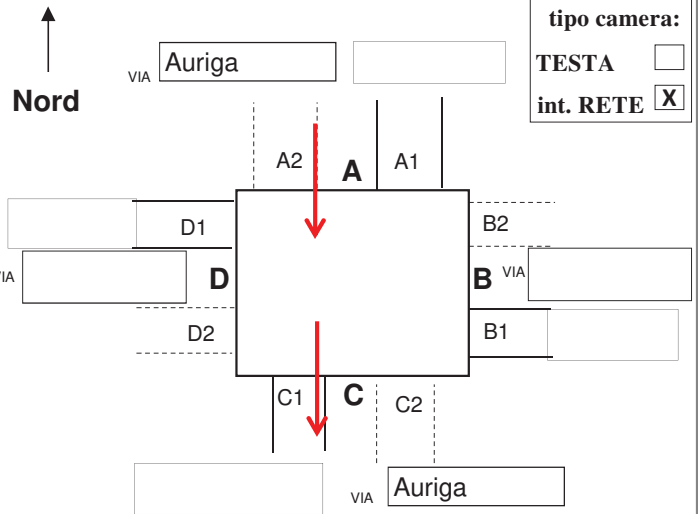 tipo camera:
VIA Auriga
TESTA
Nord
int. RETE X
A2 A A1
D1 B2
VIA D B VIA
D2 B1
C1 C C2
VIA Auriga